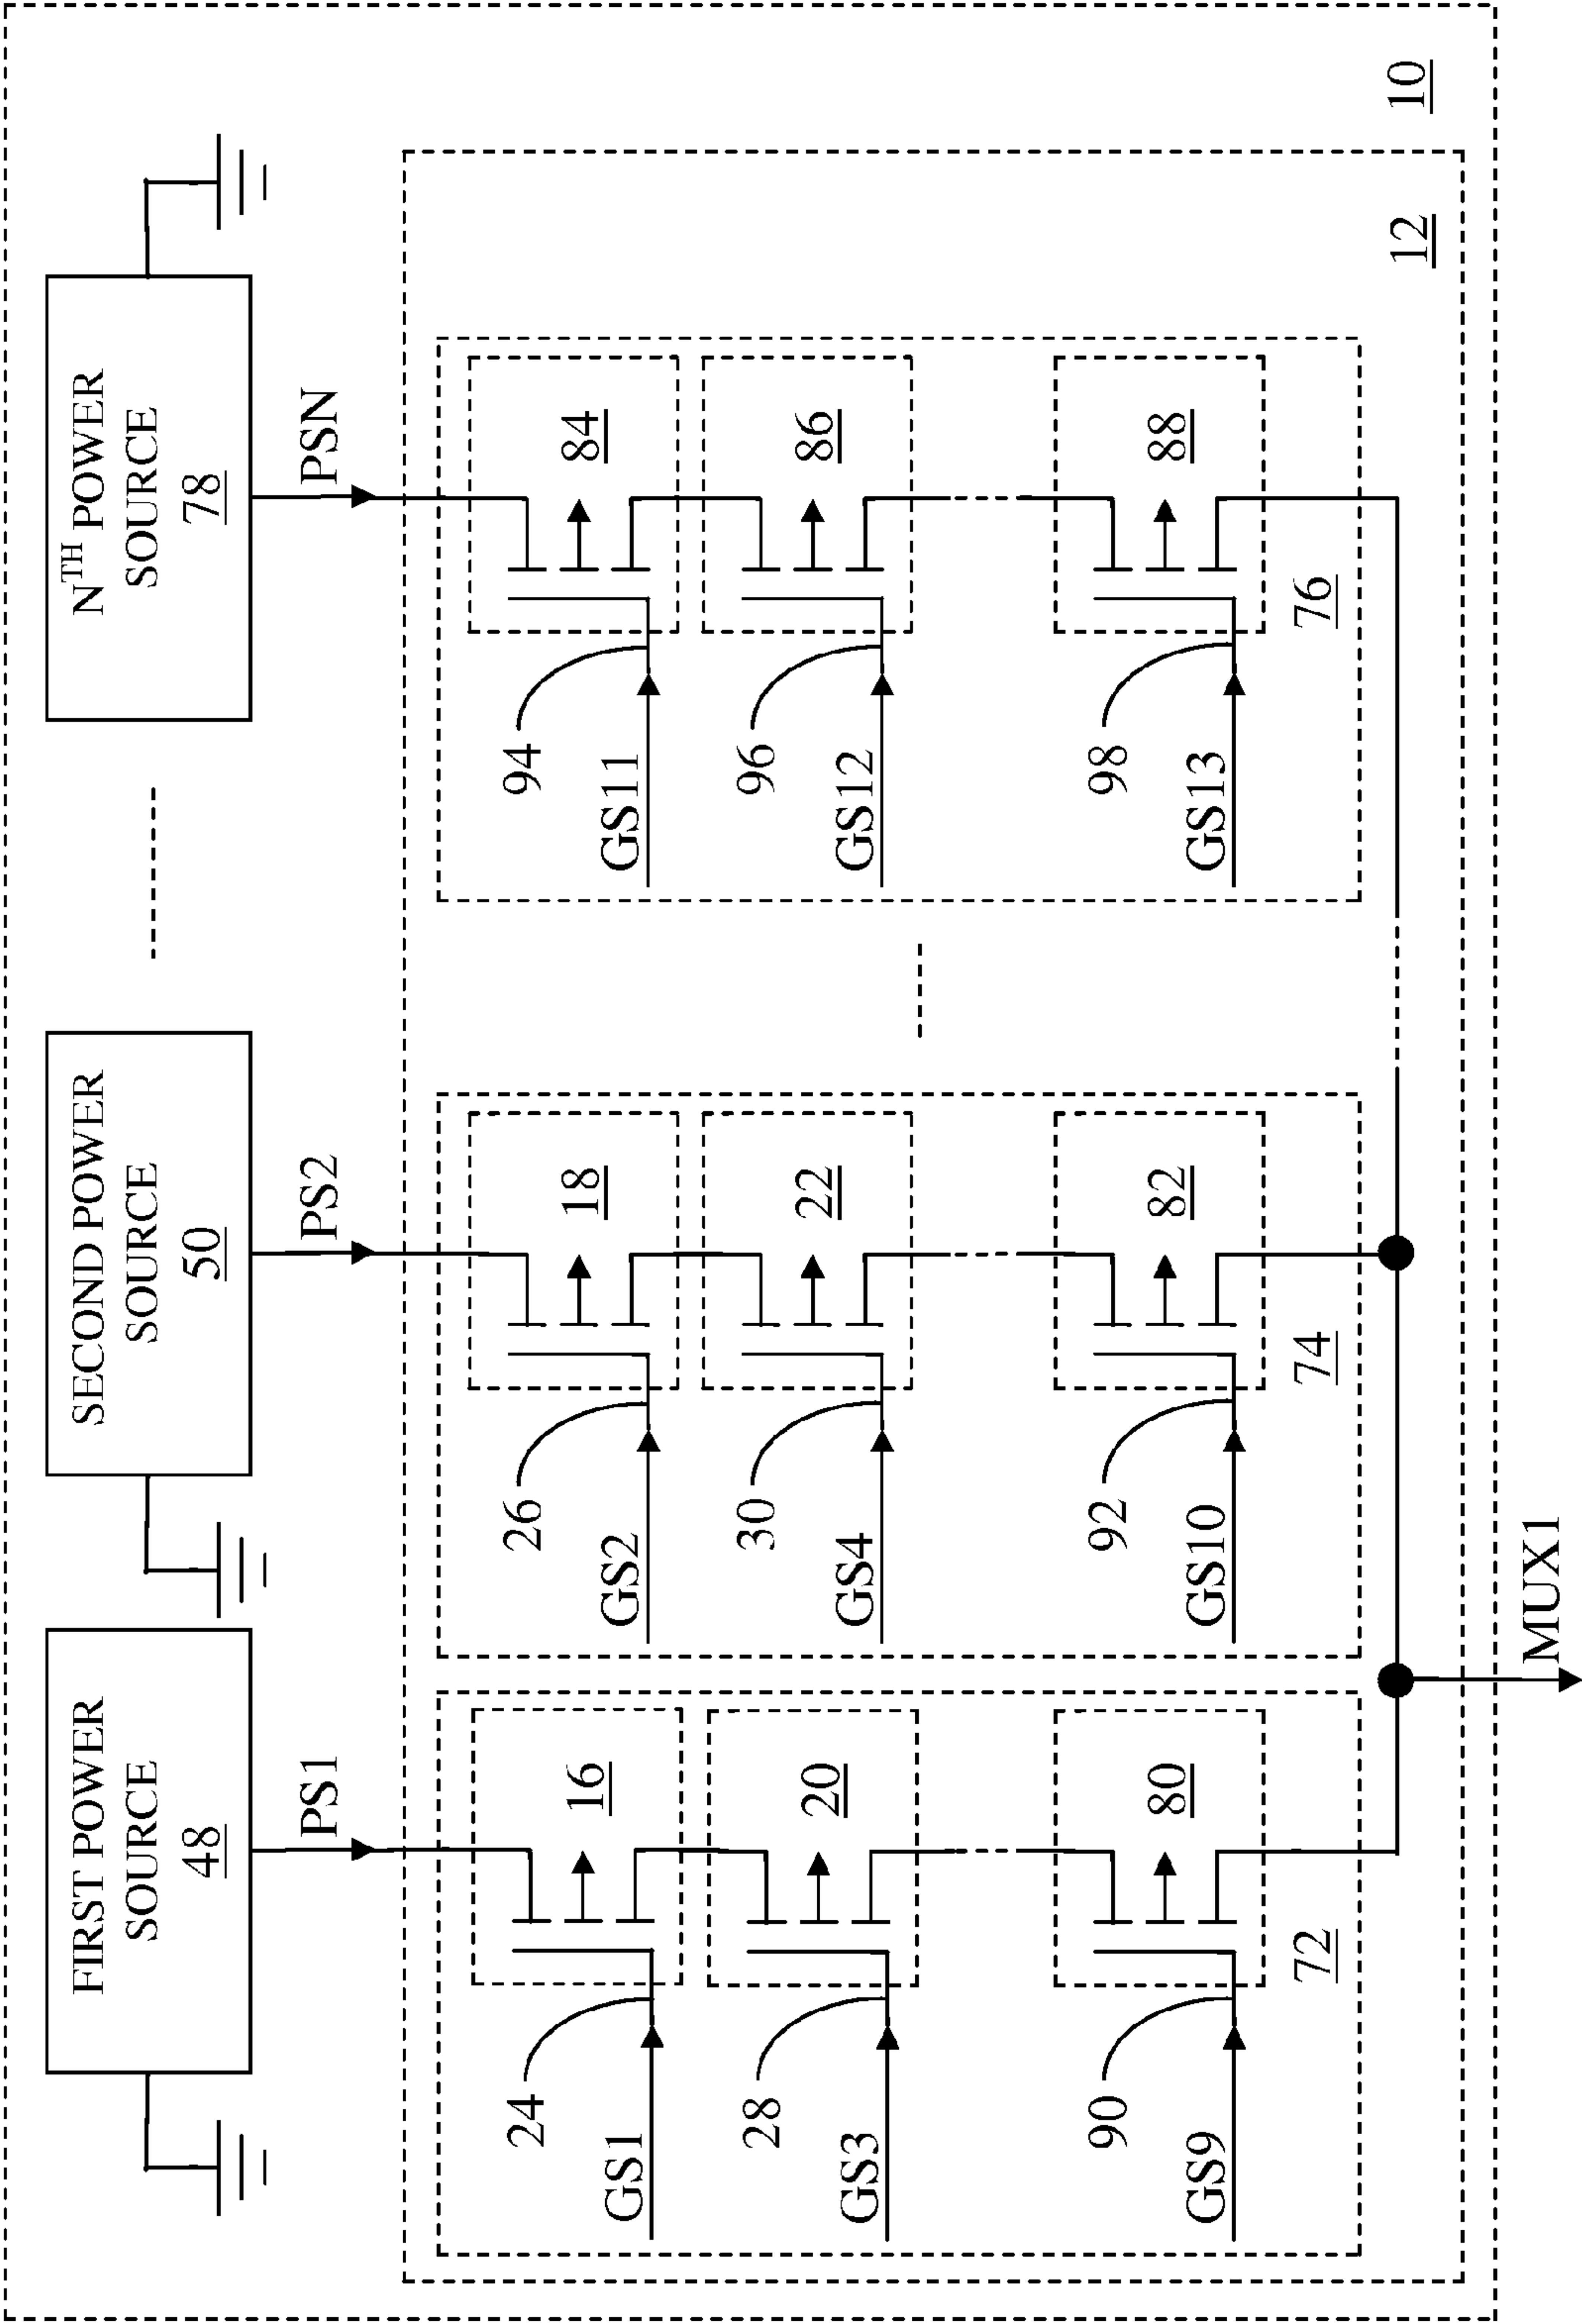 FIRST POWER
SOURCE
48
SECOND POWER
SOURCE
50
N^TH POWER
SOURCE
78
PS1
PS2
PSN
24
GS1
16
26
GS2
18
94
GS11
84
28
GS3
20
30
GS4
22
96
GS12
86
90
GS9
80
92
GS10
82
98
GS13
88
72
74
76
12
10
MUX1